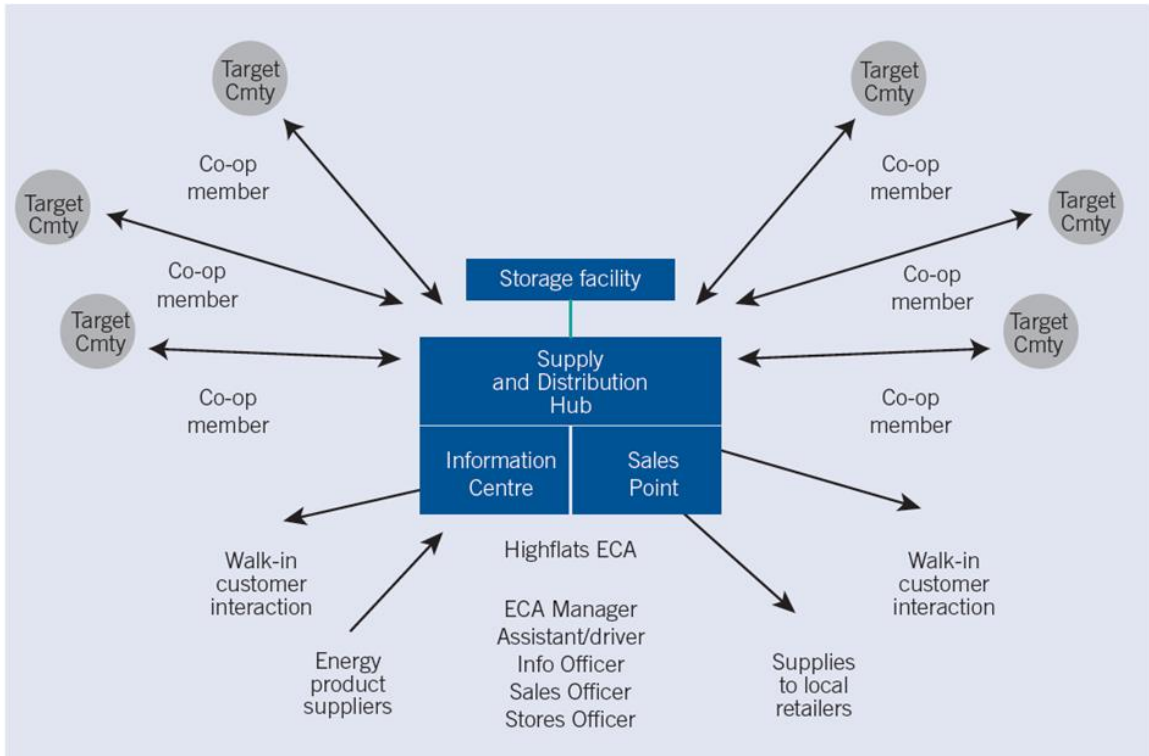 Target
Cmty
Target
Cmty
Co-op
member
Co-op
member
Target
Cmty
Target
Cmty
Co-op
member
Storage facility
Co-op
member
Target
Cmty
Target
Cmty
Supply
and Distribution
Hub
Co-op
member
Co-op
member
Information
Centre
Sales
Point
Highflats ECA
Walk-in
customer
interaction
Walk-in
customer
interaction
Energy
product
suppliers
ECA Manager
Assistant/driver
Info Officer
Sales Officer
Stores Officer
Supplies
to local
retailers